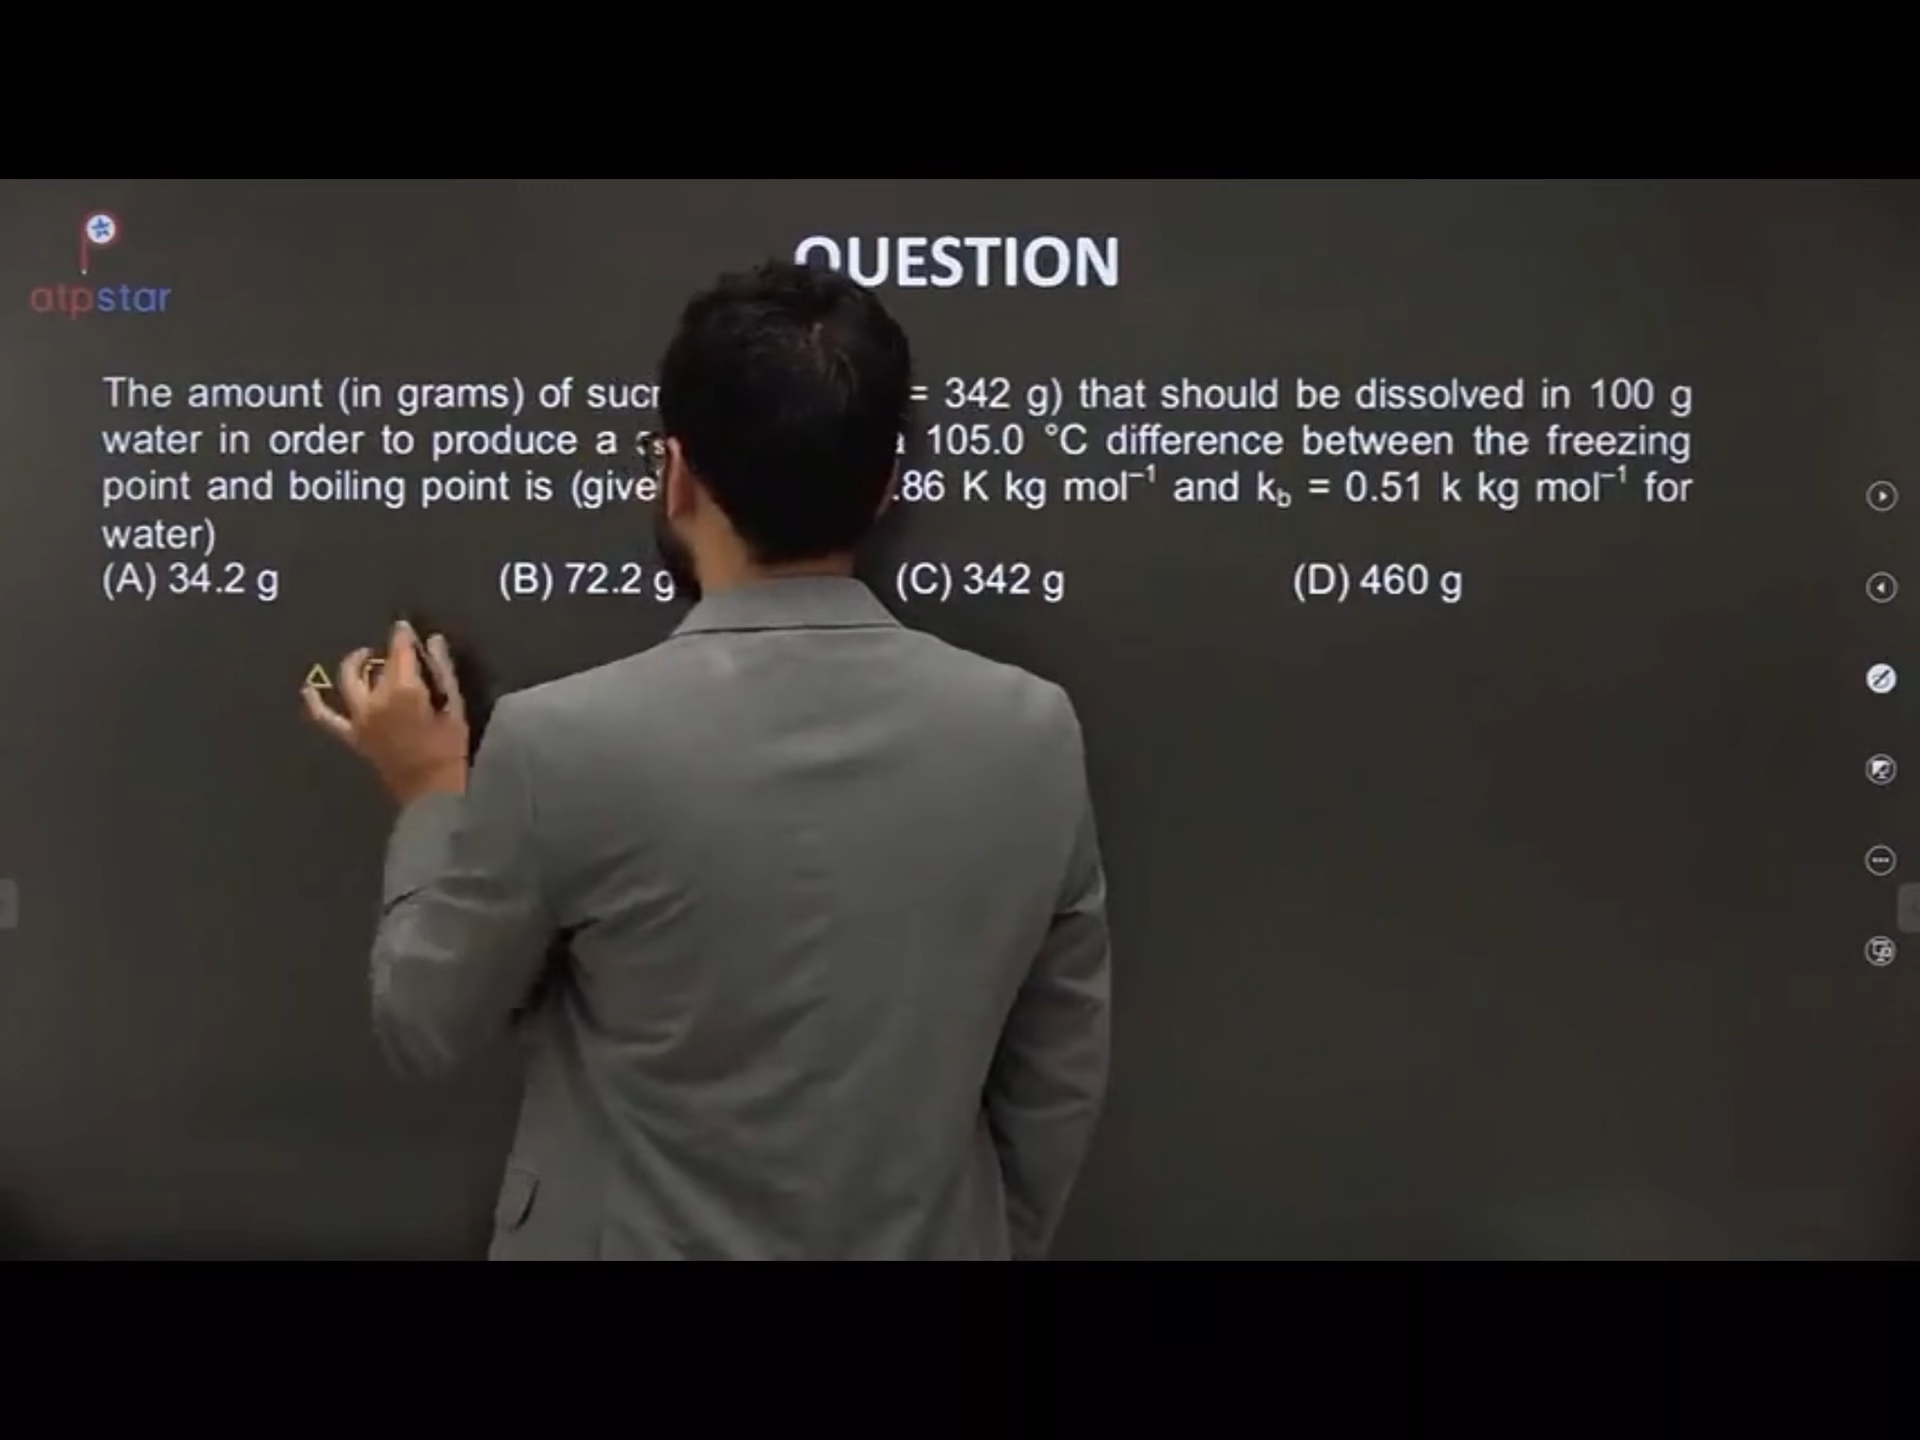 atpstar
QUESTION
The amount (in grams) of = 342 g) that should be dissolved in 100 g
water in order to produce a 105.0 °C difference between the freezing
point and boiling point is .86 K kg mol⁻¹ and k_b = 0.51 k kg mol⁻¹ for
water)
(A) 34.2 g (B) 72.2 g (C) 342 g (D) 460 g
Δ